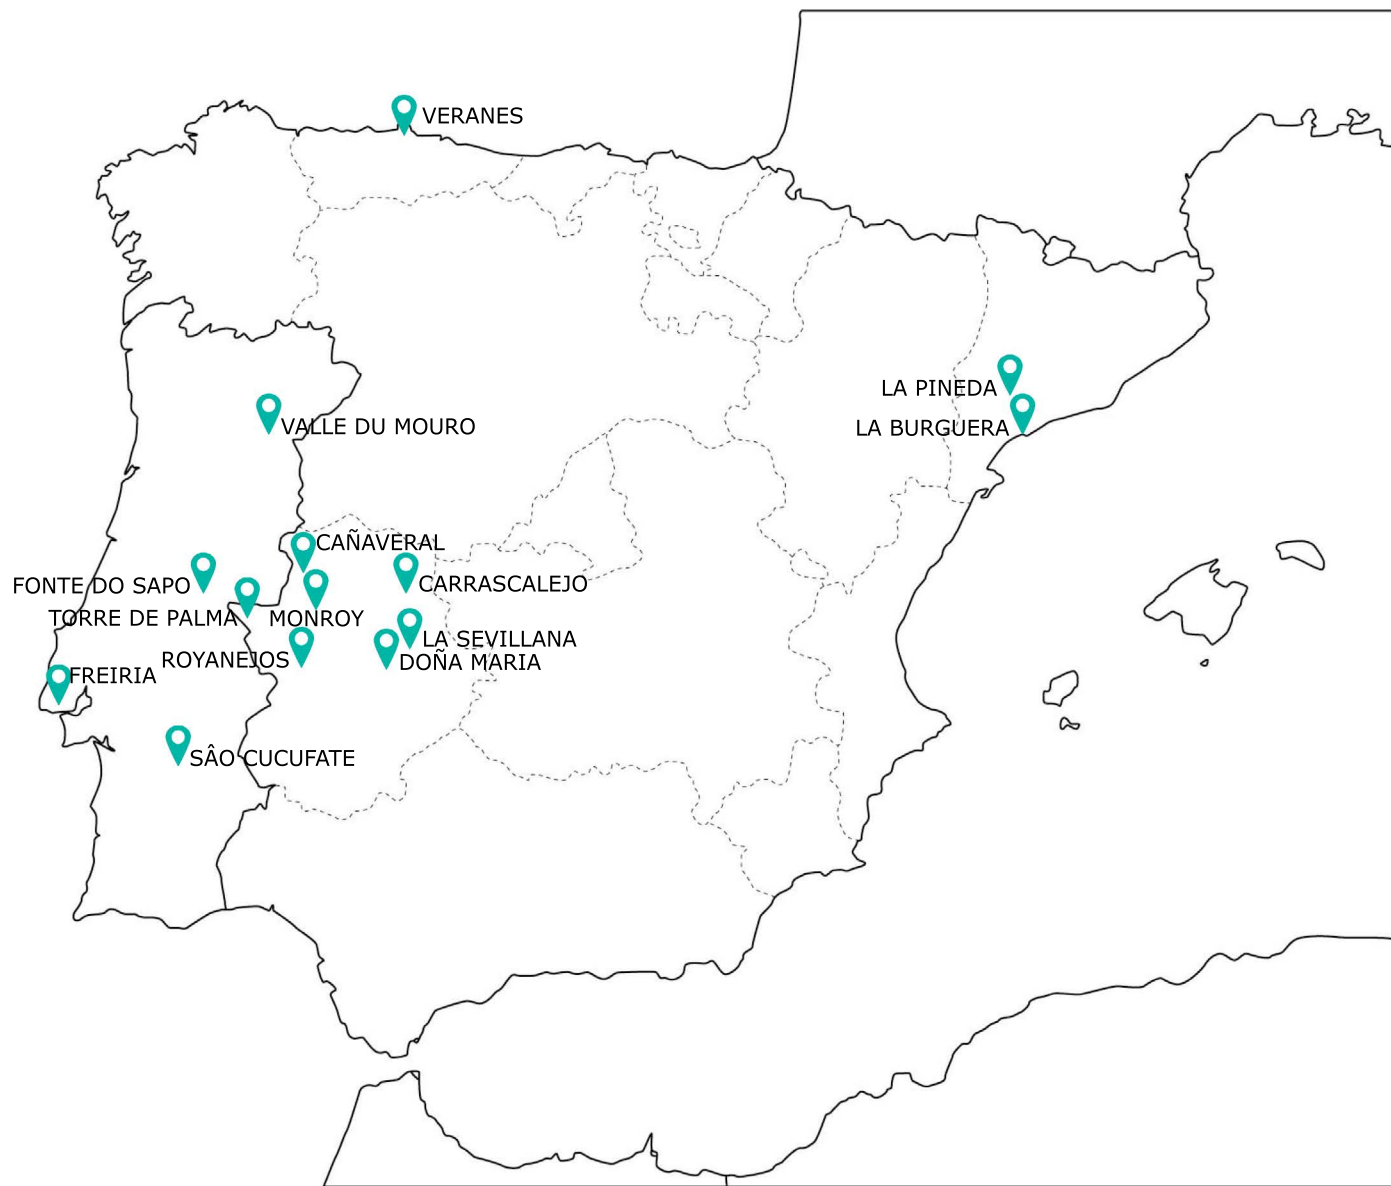 VERANES
LA PINEDA
VALLE DU MOURO
LA BURGUERA
CAÑAVERAL
FONTE DO SAPO
CARRASCALEJO
TORRE DE PALMA
MONROY
LA SEVILLANA
ROYANEJOS
DOÑA MARIA
FREIRIA
SÂO CUCUFATE